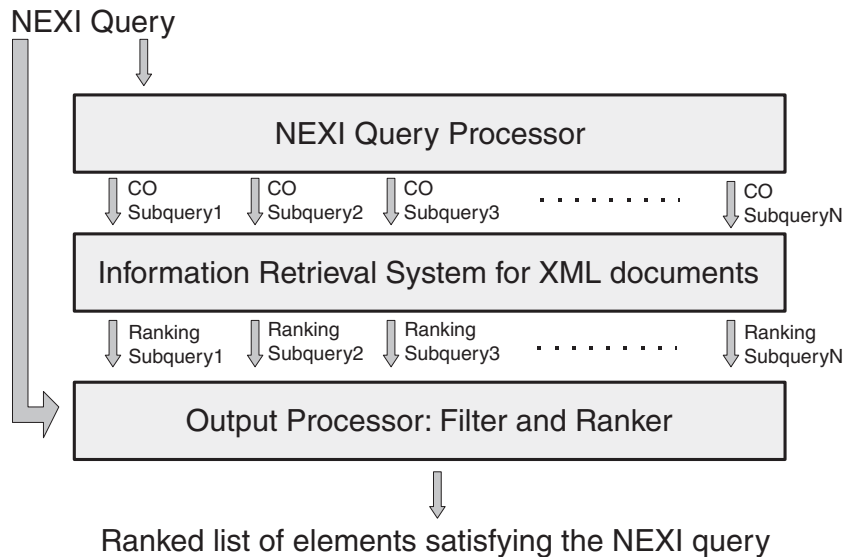 NEXI Query
NEXI Query Processor
CO
Subquery1
CO
Subquery2
CO
Subquery3
. . . . . . . . .
CO
SubqueryN
Information Retrieval System for XML documents
Ranking
Subquery1
Ranking
Subquery2
Ranking
Subquery3
. . . . . . . . .
Ranking
SubqueryN
Output Processor: Filter and Ranker
Ranked list of elements satisfying the NEXI query